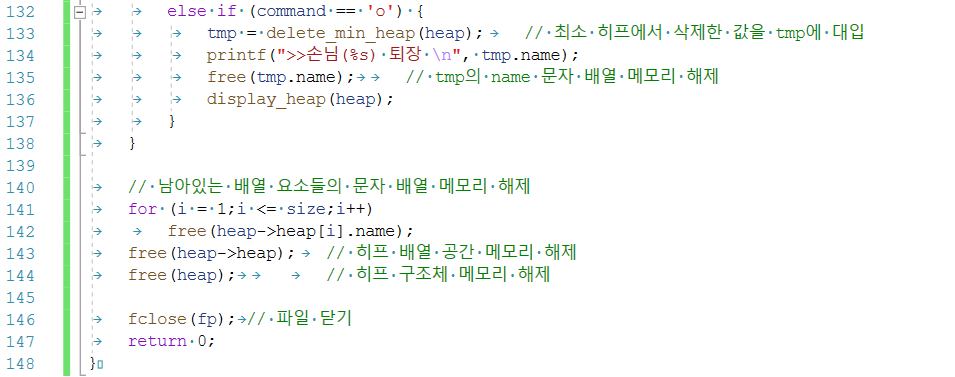 132 else if (command == 'o') {
133 tmp = delete_min_heap(heap); // 최소 히프에서 삭제한 값을 tmp에 대입
134 printf(">>손님(%s) 퇴장 \n", tmp.name);
135 free(tmp.name); // tmp의 name 문자 배열 메모리 해제
136 display_heap(heap);
137 }
138 }
139
140 // 남아있는 배열 요소들의 문자 배열 메모리 해제
141 for (i = 1;i <= size;i++)
142 free(heap->heap[i].name);
143 free(heap->heap); // 히프 배열 공간 메모리 해제
144 free(heap); // 히프 구조체 메모리 해제
145
146 fclose(fp); // 파일 닫기
147 return 0;
148 }